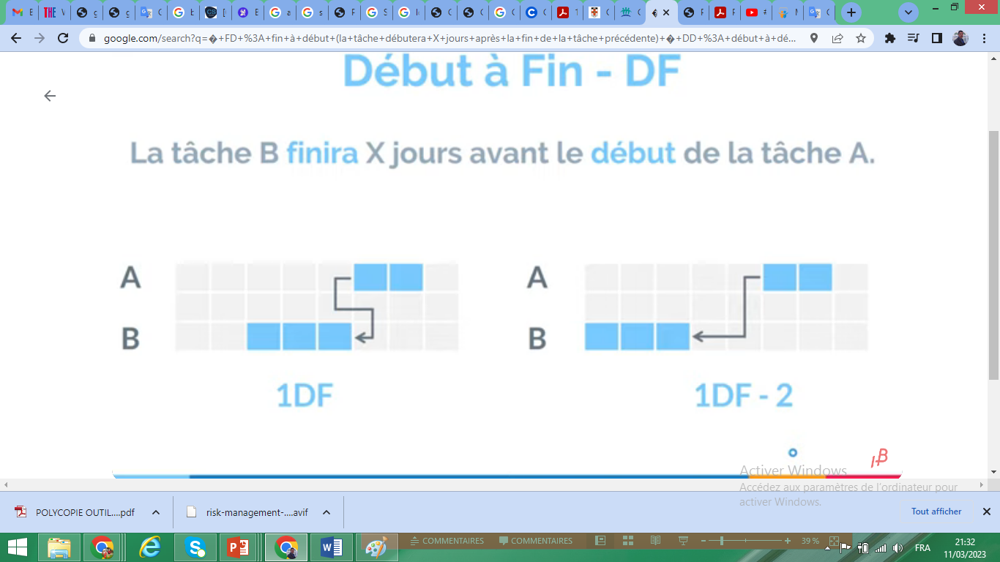 google.com/search?q=�+FD+%3A+fin+à+début+(la+tâche+débutera+X+jours+après+la+fin+de+la+tâche+précédente)+�+DD+%3A+début+à+dé...
Début à Fin - DF
La tâche B finira X jours avant le début de la tâche A.
A
A
B
B
1DF
1DF - 2
Activer Windows
Accédez aux paramètres de l'ordinateur pour
activer Windows.
POLYCOPIE OUTIL....pdf
risk-management-....avif
Tout afficher
COMMENTAIRES
COMMENTAIRES
39 %
FRA
21:32
11/03/2023